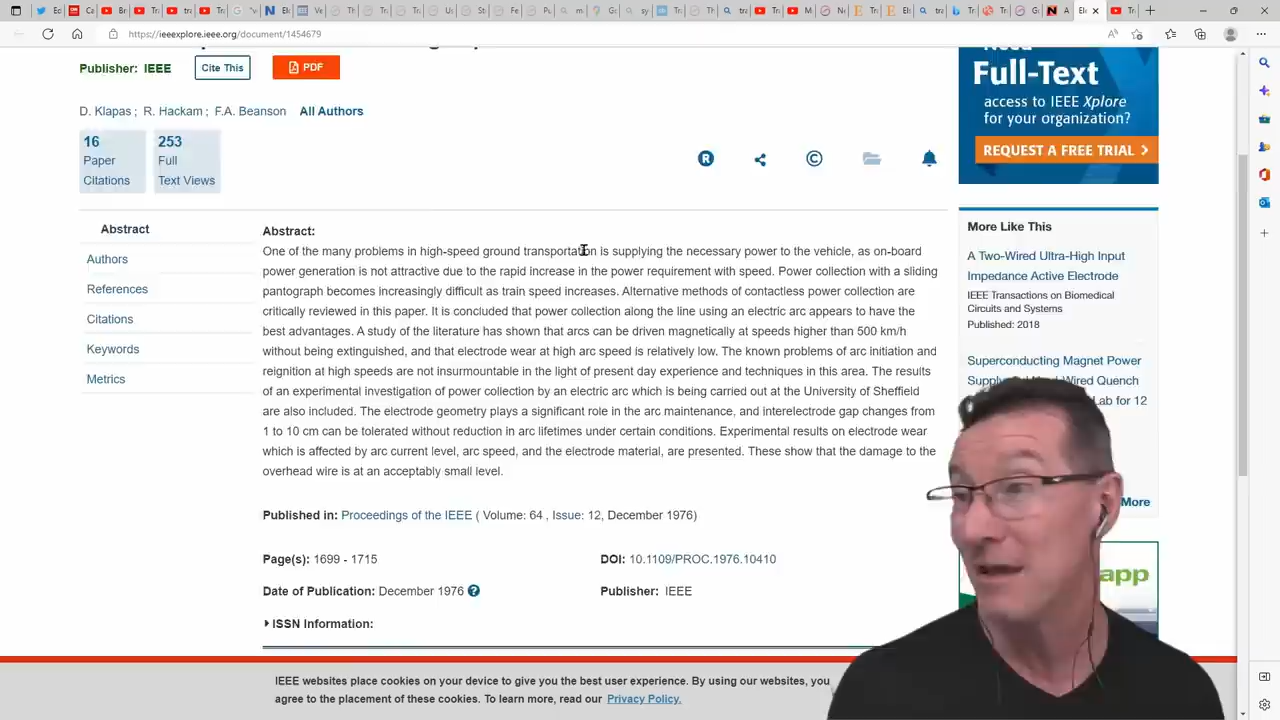 https://ieeexplore.ieee.org/document/1454679
Publisher: IEEE
Cite This
PDF
D. Klapas; R. Hackam; F.A. Beanson All Authors
16
Paper
Citations
253
Full
Text Views
Abstract
Authors
References
Citations
Keywords
Metrics
Abstract:
One of the many problems in high-speed ground transportation is supplying the necessary power to the vehicle, as on-board
power generation is not attractive due to the rapid increase in the power requirement with speed. Power collection with a sliding
pantograph becomes increasingly difficult as train speed increases. Alternative methods of contactless power collection are
critically reviewed in this paper. It is concluded that power collection along the line using an electric arc appears to have the
best advantages. A study of the literature has shown that arcs can be driven magnetically at speeds higher than 500 km/h
without being extinguished, and that electrode wear at high arc speed is relatively low. The known problems of arc initiation and
reignition at high speeds are not insurmountable in the light of present day experience and techniques in this area. The results
of an experimental investigation of power collection by an electric arc which is being carried out at the University of Sheffield
are also included. The electrode geometry plays a significant role in the arc maintenance, and interelectrode gap changes from
1 to 10 cm can be tolerated without reduction in arc lifetimes under certain conditions. Experimental results on electrode wear
which is affected by arc current level, arc speed, and the electrode material, are presented. These show that the damage to the
overhead wire is at an acceptably small level.
Published in: Proceedings of the IEEE ( Volume: 64 , Issue: 12, December 1976)
Page(s): 1699 - 1715
DOI: 10.1109/PROC.1976.10410
Date of Publication: December 1976
Publisher: IEEE
ISSN Information:
Need
Full-Text
access to IEEE Xplore
for your organization?
REQUEST A FREE TRIAL >
More Like This
A Two-Wired Ultra-High Input
Impedance Active Electrode
IEEE Transactions on Biomedical
Circuits and Systems
Published: 2018
Superconducting Magnet Power
Wired Quench
Lab for 12
More
app
IEEE websites place cookies on your device to give you the best user experience. By using our websites, you
agree to the placement of these cookies. To learn more, read our Privacy Policy.